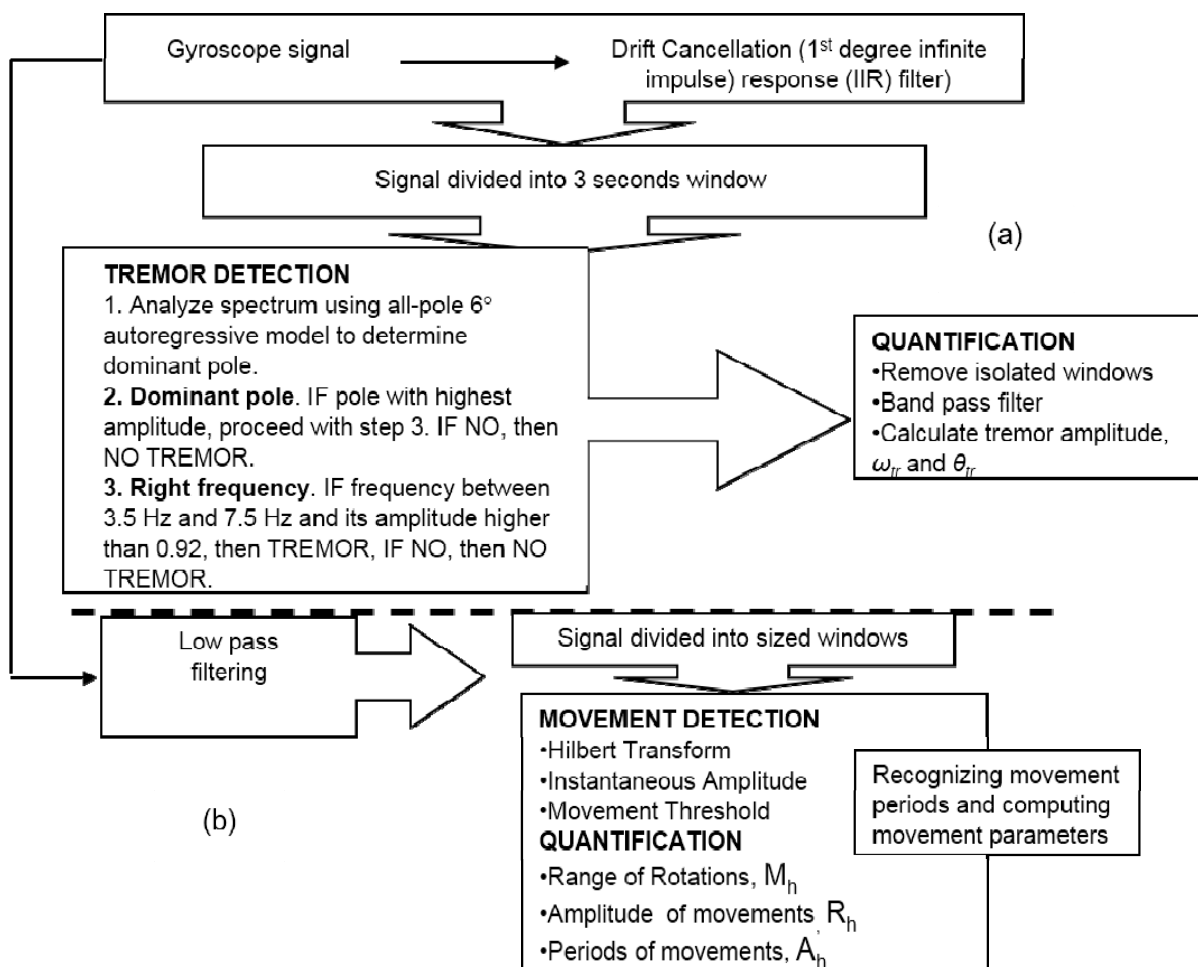 Gyroscope signal
Drift Cancellation (1st degree infinite
impulse) response (IIR) filter)
Signal divided into 3 seconds window
(a)
TREMOR DETECTION
1. Analyze spectrum using all-pole 6°
autoregressive model to determine
dominant pole.
2. Dominant pole. IF pole with highest
amplitude, proceed with step 3. IF NO, then
NO TREMOR.
3. Right frequency. IF frequency between
3.5 Hz and 7.5 Hz and its amplitude higher
than 0.92, then TREMOR, IF NO, then NO
TREMOR.
QUANTIFICATION
•Remove isolated windows
•Band pass filter
•Calculate tremor amplitude,
ωtr and θtr
Low pass
filtering
Signal divided into sized windows
(b)
MOVEMENT DETECTION
•Hilbert Transform
•Instantaneous Amplitude
•Movement Threshold
QUANTIFICATION
•Range of Rotations, Mh
•Amplitude of movements, Rh
•Periods of movements, Ah
Recognizing movement
periods and computing
movement parameters